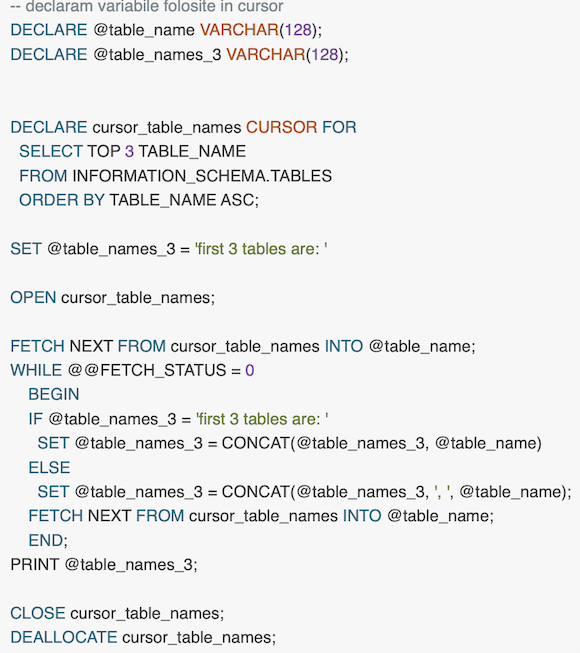 -- declaram variabile folosite in cursor
DECLARE @table_name VARCHAR(128);
DECLARE @table_names_3 VARCHAR(128);
DECLARE cursor_table_names CURSOR FOR
SELECT TOP 3 TABLE_NAME
FROM INFORMATION_SCHEMA.TABLES
ORDER BY TABLE_NAME ASC;
SET @table_names_3 = 'first 3 tables are: '
OPEN cursor_table_names;
FETCH NEXT FROM cursor_table_names INTO @table_name;
WHILE @@FETCH_STATUS = 0
BEGIN
IF @table_names_3 = 'first 3 tables are: '
SET @table_names_3 = CONCAT(@table_names_3, @table_name)
ELSE
SET @table_names_3 = CONCAT(@table_names_3, ', ', @table_name);
FETCH NEXT FROM cursor_table_names INTO @table_name;
END;
PRINT @table_names_3;
CLOSE cursor_table_names;
DEALLOCATE cursor_table_names;